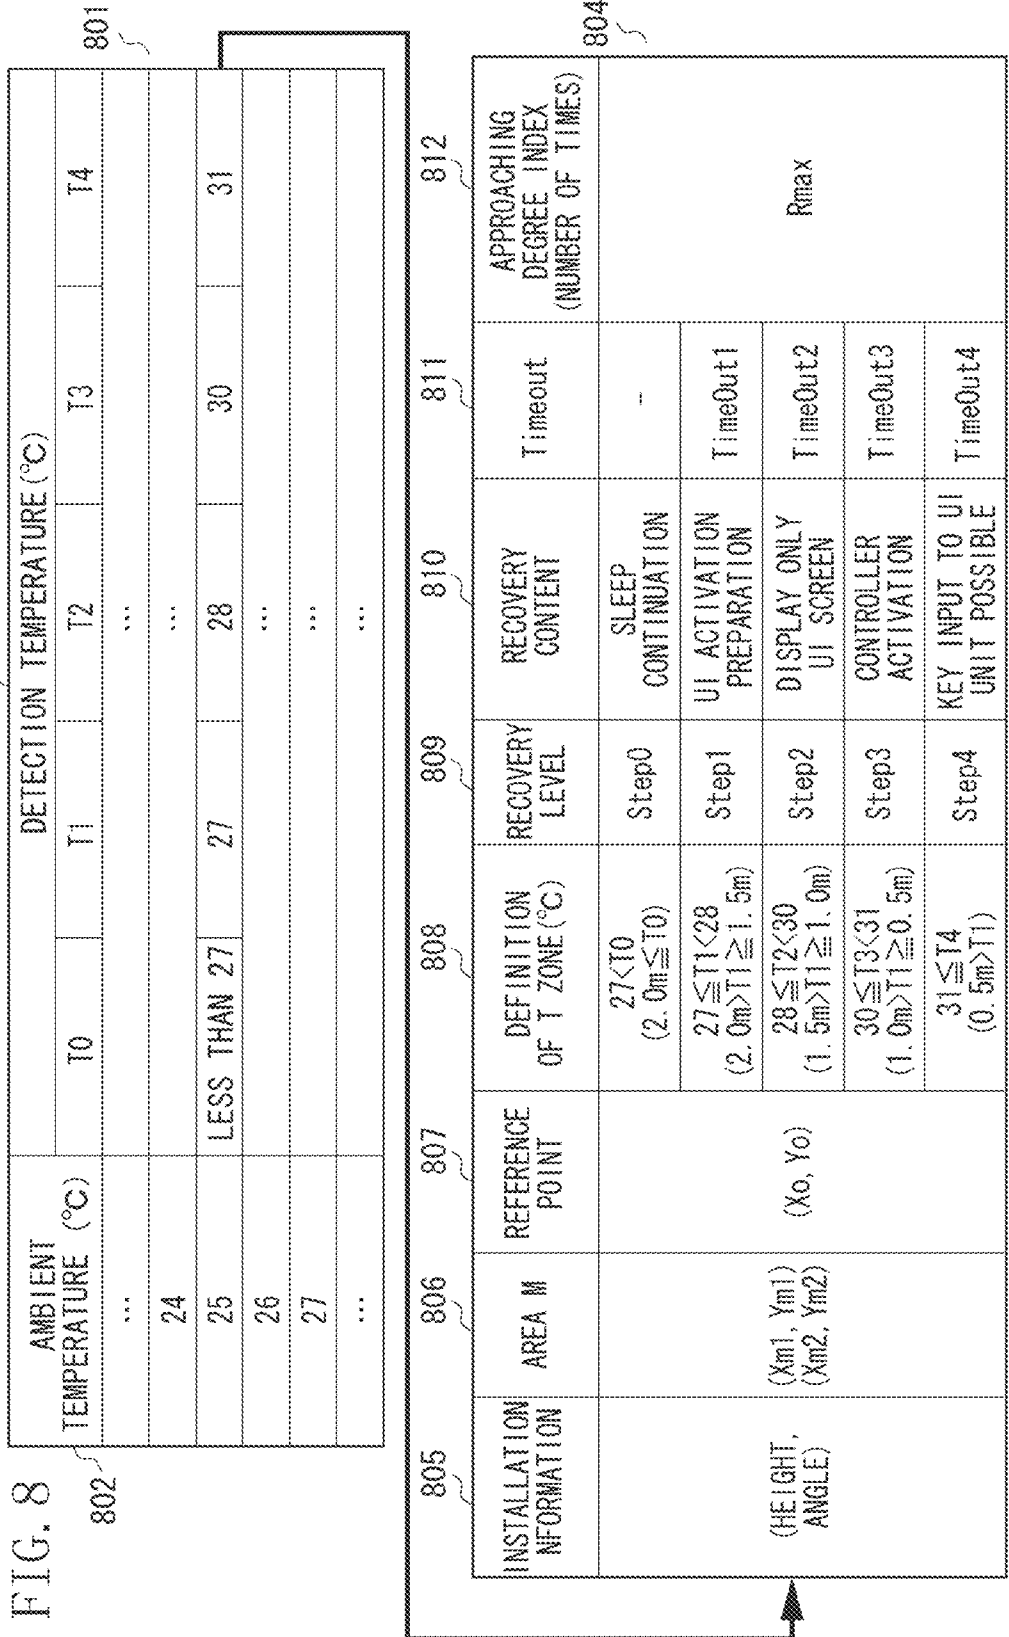 FIG. 8
801
802
AMBIENT
TEMPERATURE (°C)
DETECTION TEMPERATURE(°C)
T0
T1
T2
T3
T4
...
...
24
...
25
LESS THAN 27
27
28
30
31
26
...
27
...
...
...
804
805
806
807
808
809
810
811
812
INSTALLATION
NFORMATION
AREA M
REFERENCE
POINT
DEFINITION
OF T ZONE(°C)
RECOVERY
LEVEL
RECOVERY
CONTENT
Timeout
APPROACHING
DEGREE INDEX
(NUMBER OF TIMES)
(HEIGHT,
ANGLE)
(Xm1, Ym1)
(Xm2, Ym2)
(Xo, Yo)
27<T0
(2.0m≦T0)
Step0
SLEEP
CONTINUATION
-
27≦T1<28
(2.0m>T1≧1.5m)
Step1
UI ACTIVATION
PREPARATION
TimeOut1
28≦T2<30
(1.5m>T1≧1.0m)
Step2
DISPLAY ONLY
UI SCREEN
TimeOut2
30≦T3<31
(1.0m>T1≧0.5m)
Step3
CONTROLLER
ACTIVATION
TimeOut3
31≦T4
(0.5m>T1)
Step4
KEY INPUT TO UI
UNIT POSSIBLE
TimeOut4
Rmax